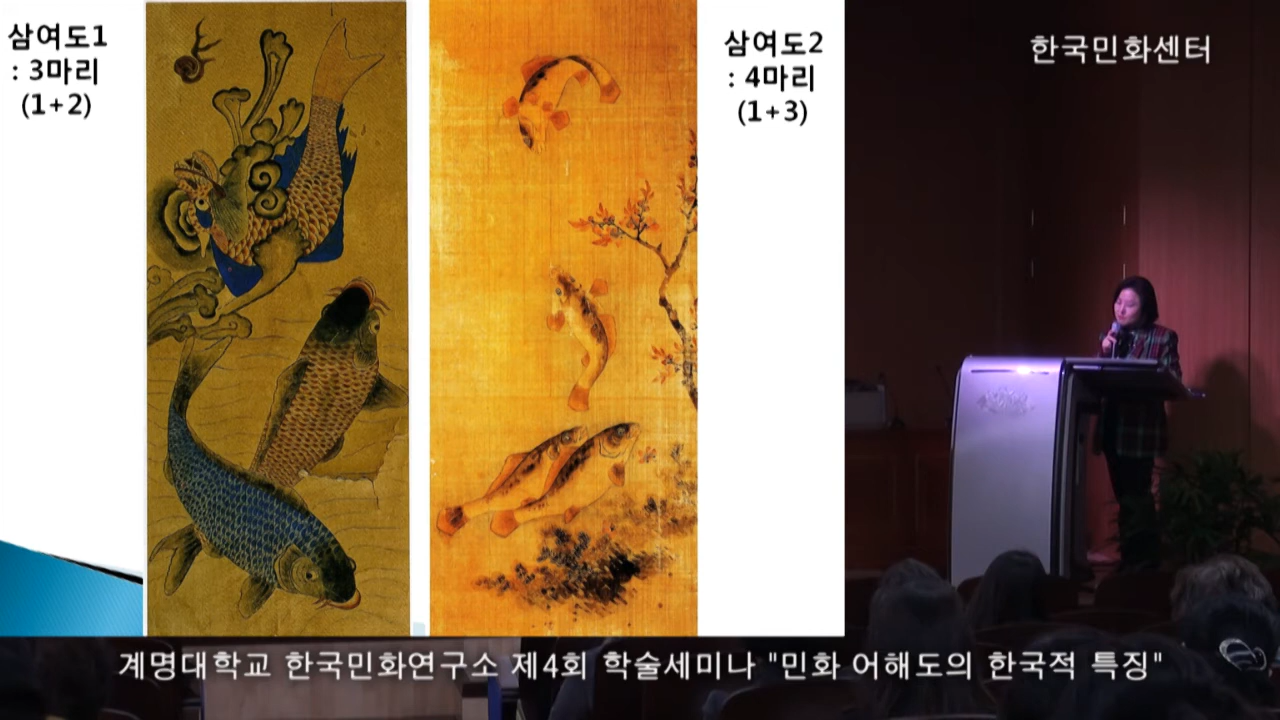 삼여도1
: 3마리
(1+2)
삼여도2
: 4마리
(1+3)
한국민화센터
계명대학교 한국민화연구소 제4회 학술세미나 "민화 어해도의 한국적 특징"